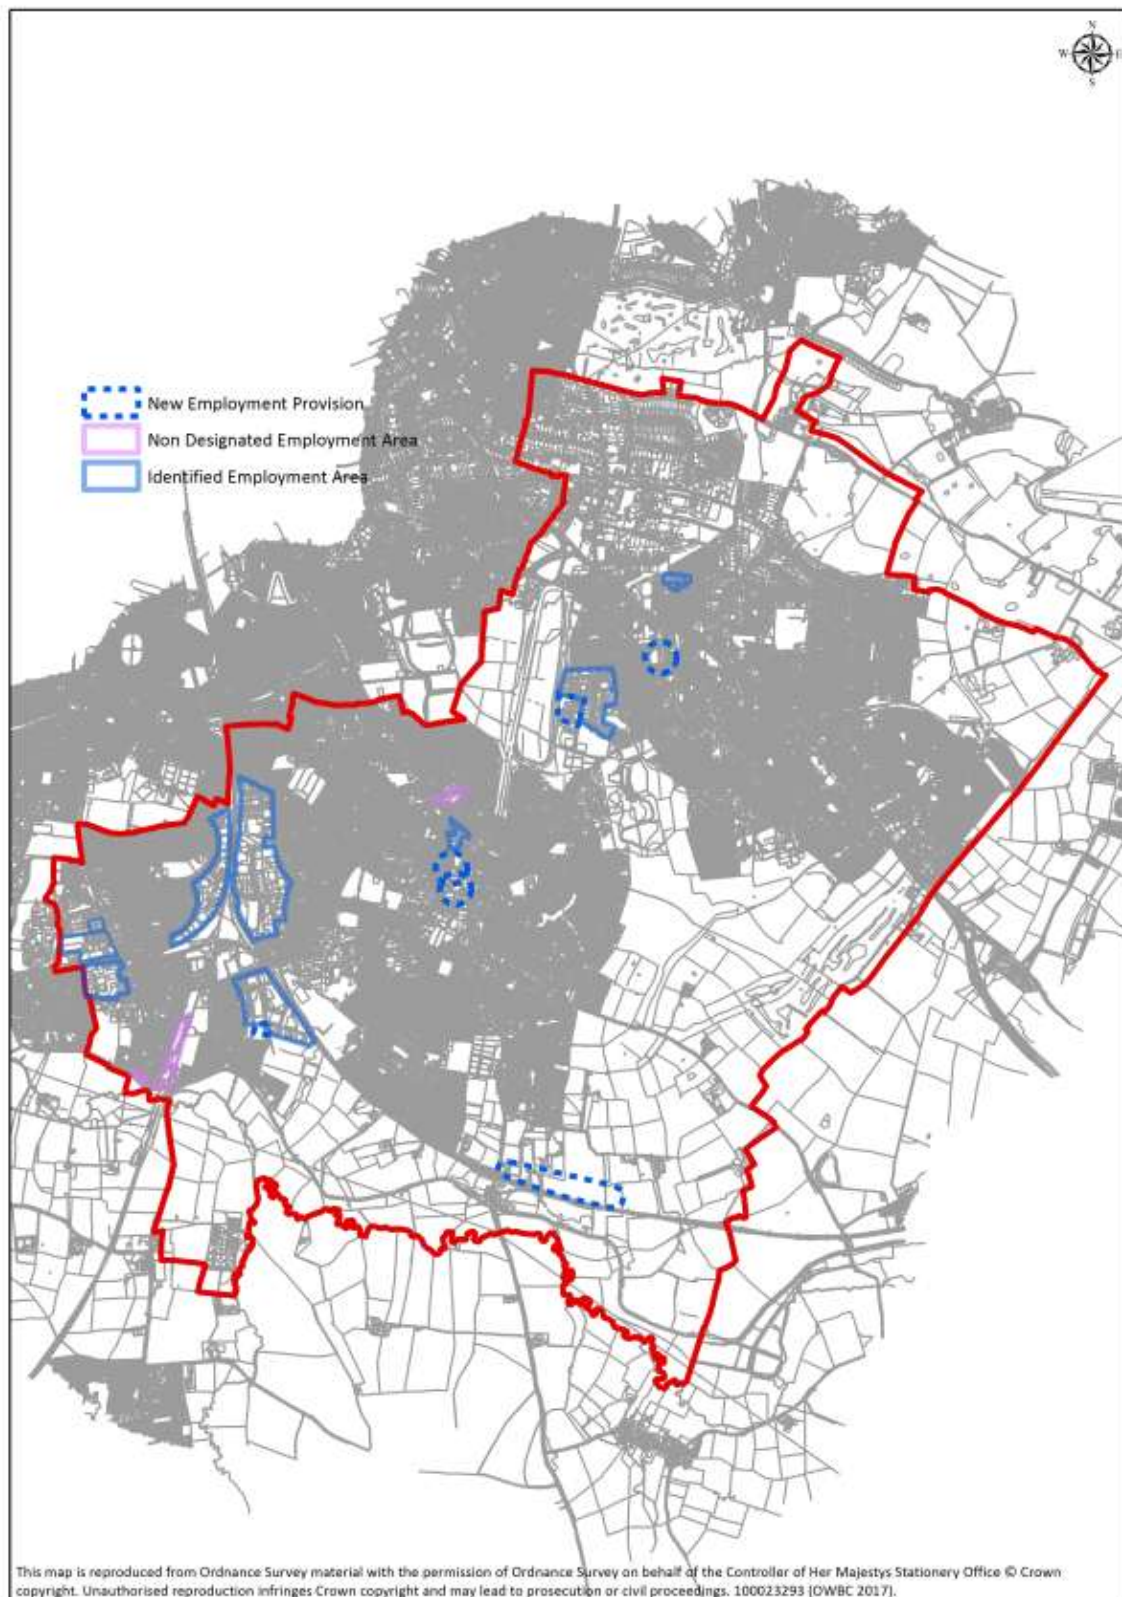 N
W E
S
New Employment Provision
Non Designated Employment Area
Identified Employment Area
This map is reproduced from Ordnance Survey material with the permission of Ordnance Survey on behalf of the Controller of Her Majestys Stationery Office © Crown
copyright. Unauthorised reproduction infringes Crown copyright and may lead to prosecution or civil proceedings. 100023293 (OWBC 2017).